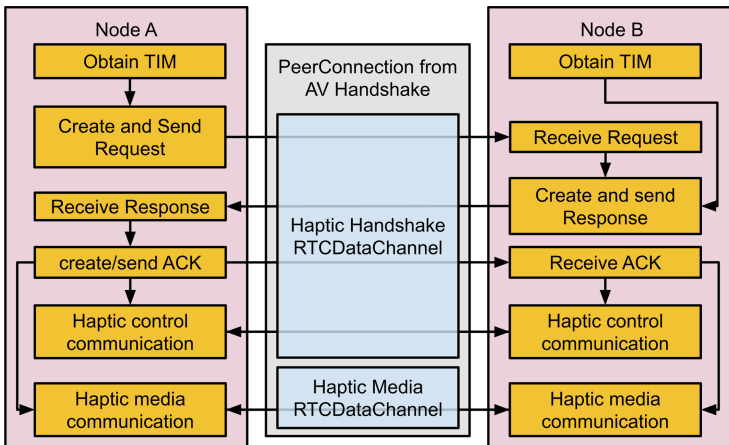 Node A
Obtain TIM
Create and Send
Request
Receive Response
create/send ACK
Haptic control
communication
Haptic media
communication
PeerConnection from
AV Handshake
Haptic Handshake
RTCDataChannel
Haptic Media
RTCDataChannel
Node B
Obtain TIM
Receive Request
Create and send
Response
Receive ACK
Haptic control
communication
Haptic media
communication